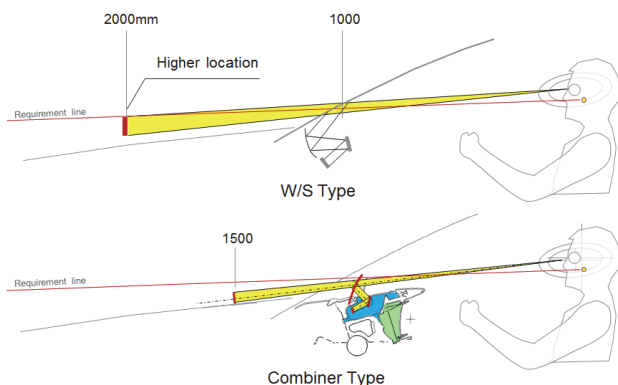 2000mm
1000
Higher location
Requirement line
W/S Type
1500
Requirement line
Combiner Type